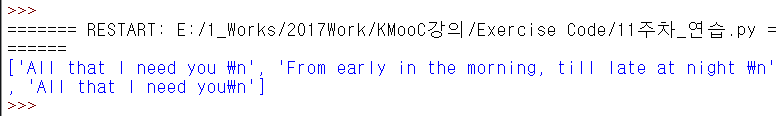 >>>
======= RESTART: E:/1_Works/2017Work/KMooC강의/Exercise Code/11주차_연습.py =
======
['All that I need you ₩n', 'From early in the morning, till late at night ₩n'
, 'All that I need you₩n']
>>>